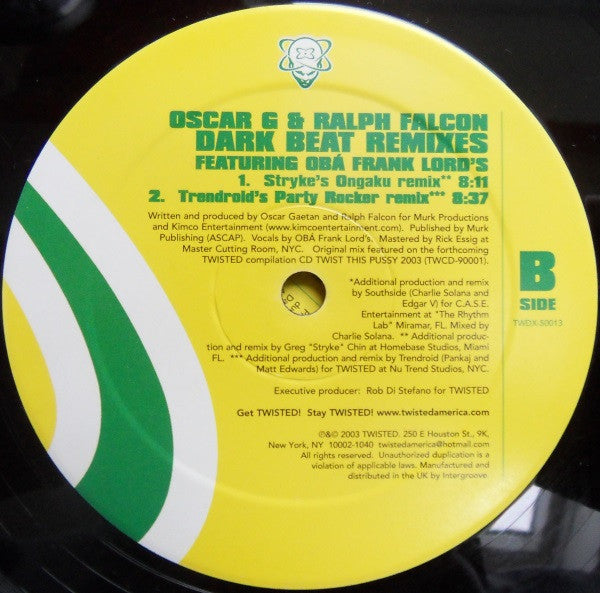 OSCAR G & RALPH FALCON
DARK BEAT REMIXES
FEATURING OBÁ FRANK LORD'S
1. Stryke's Ongaku remix** 8:11
2. Trendroid's Party Rocker remix*** 8:37
Written and produced by Oscar Gaetan and Ralph Falcon for Murk Productions
and Kimco Entertainment (www.kimcoentertainment.com). Published by Murk
Publishing (ASCAP). Vocals by OBÁ Frank Lord's. Mastered by Rick Essig at
Master Cutting Room, NYC. Original mix featured on the forthcoming
TWISTED compilation CD TWIST THIS PUSSY 2003 (TWCD-90001).
*Additional production and remix
by Southside (Charlie Solana and
Edgar V) for C.A.S.E.
Entertainment at "The Rhythm
Lab" Miramar, FL. Mixed by
Charlie Solana. ** Additional produc-
tion and remix by Greg "Stryke" Chin at Homebase Studios, Miami
FL. *** Additional production and remix by Trendroid (Pankaj and
Matt Edwards) for TWISTED at Nu Trend Studios, NYC.
Executive producer: Rob Di Stefano for TWISTED
Get TWISTED! Stay TWISTED! www.twistedamerica.com
℗&© 2003 TWISTED. 250 E Houston St., 9K,
New York, NY 10002-1040 twistedamerica@hotmail.com
All rights reserved. Unauthorized duplication is a
violation of applicable laws. Manufactured and
distributed in the UK by Intergroove.
B
SIDE
TWDX-50013